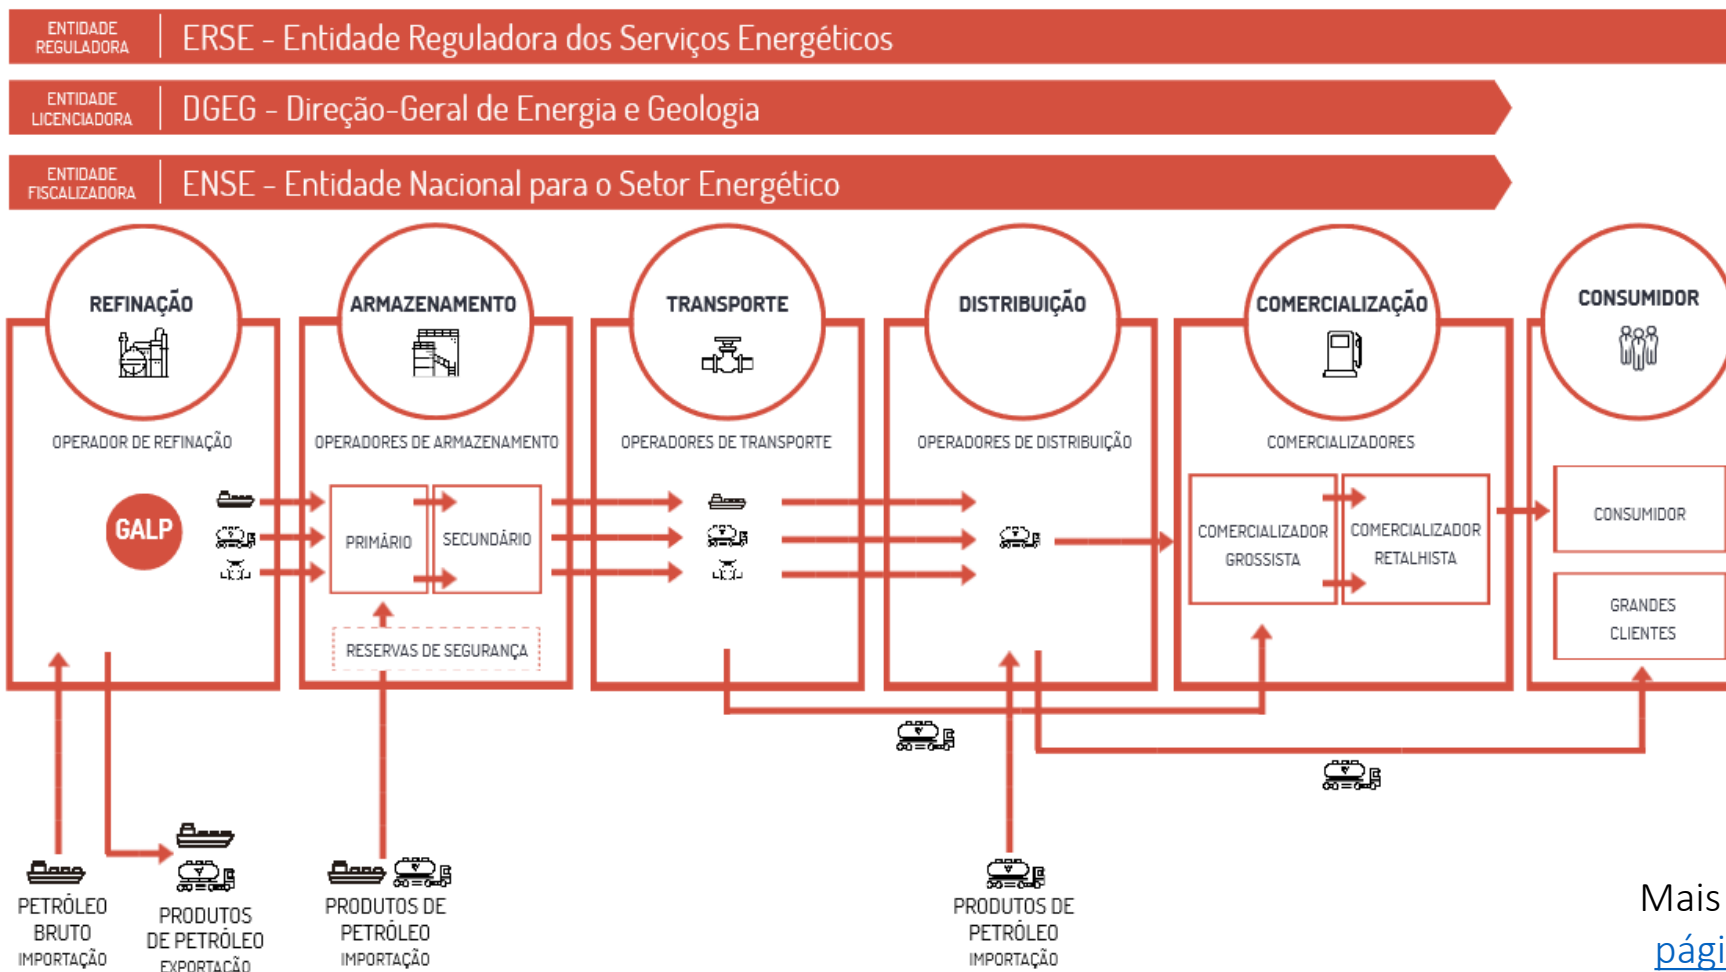 ENTIDADE
REGULADORA
ERSE - Entidade Reguladora dos Serviços Energéticos
ENTIDADE
LICENCIADORA
DGEG - Direção-Geral de Energia e Geologia
ENTIDADE
FISCALIZADORA
ENSE - Entidade Nacional para o Setor Energético
REFINAÇÃO
ARMAZENAMENTO
TRANSPORTE
DISTRIBUIÇÃO
COMERCIALIZAÇÃO
CONSUMIDOR
OPERADOR DE REFINAÇÃO
OPERADORES DE ARMAZENAMENTO
OPERADORES DE TRANSPORTE
OPERADORES DE DISTRIBUIÇÃO
COMERCIALIZADORES
GALP
PRIMÁRIO
SECUNDÁRIO
RESERVAS DE SEGURANÇA
COMERCIALIZADOR
GROSSISTA
COMERCIALIZADOR
RETALHISTA
CONSUMIDOR
GRANDES
CLIENTES
PETRÓLEO
BRUTO
IMPORTAÇÃO
PRODUTOS
DE PETRÓLEO
EXPORTAÇÃO
PRODUTOS DE
PETRÓLEO
IMPORTAÇÃO
PRODUTOS DE
PETRÓLEO
IMPORTAÇÃO
Mais